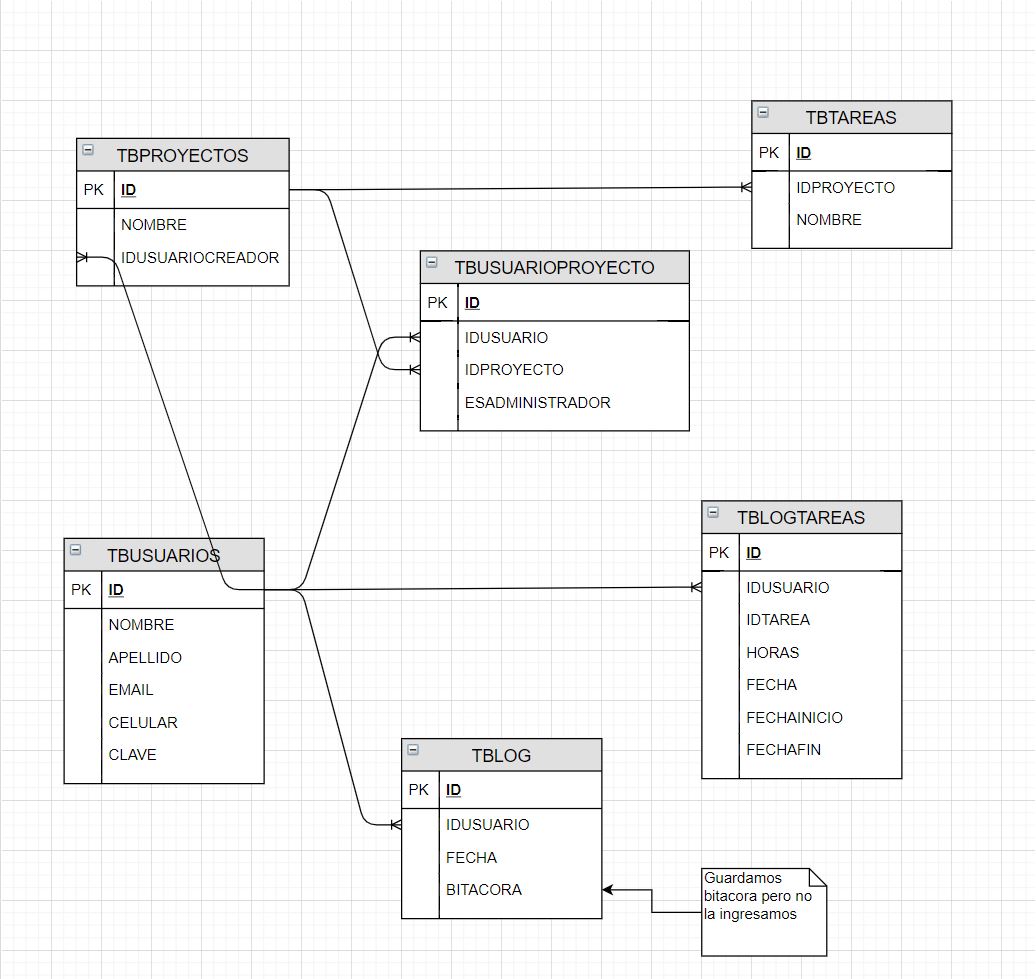 TBPROYECTOS
PK ID
NOMBRE
IDUSUARIOCREADOR
TBTAREAS
PK ID
IDPROYECTO
NOMBRE
TBUSUARIOPROYECTO
PK ID
IDUSUARIO
IDPROYECTO
ESADMINISTRADOR
TBUSUARIOS
PK ID
NOMBRE
APELLIDO
EMAIL
CELULAR
CLAVE
TBLOGTAREAS
PK ID
IDUSUARIO
IDTAREA
HORAS
FECHA
FECHAINICIO
FECHAFIN
TBLOG
PK ID
IDUSUARIO
FECHA
BITACORA
Guardamos
bitacora pero no
la ingresamos